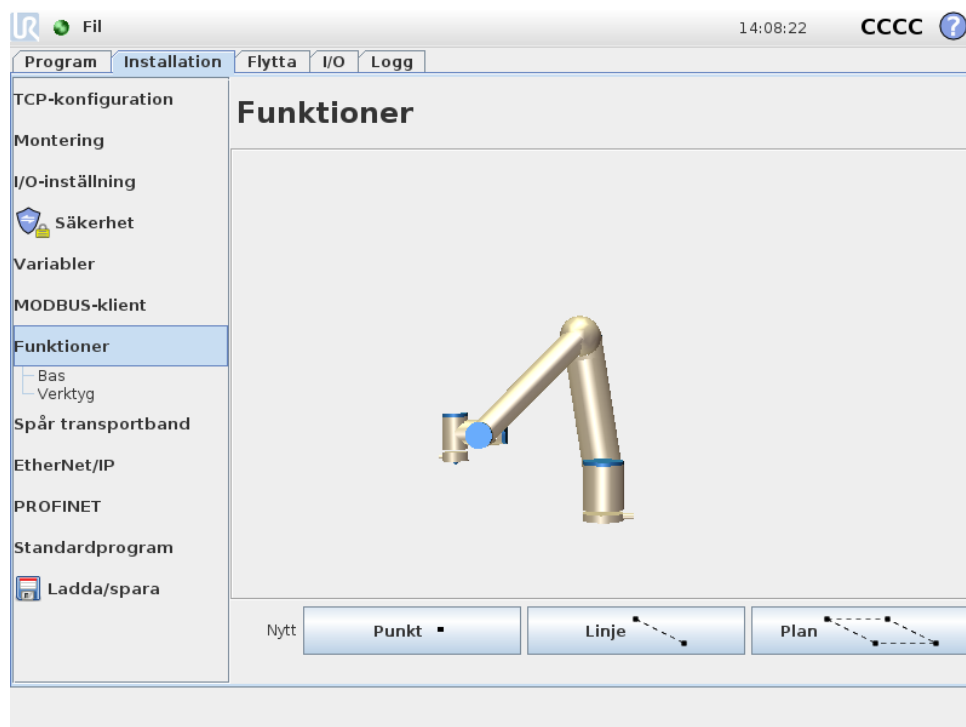 UR Fil 14:08:22 CCCC ?
Program Installation Flytta I/O Logg
TCP-konfiguration
Funktioner
Montering
I/O-inställning
Säkerhet
Variabler
MODBUS-klient
Funktioner
Bas
Verktyg
Spår transportband
EtherNet/IP
PROFINET
Standardprogram
Ladda/spara
Nytt Punkt Linje Plan